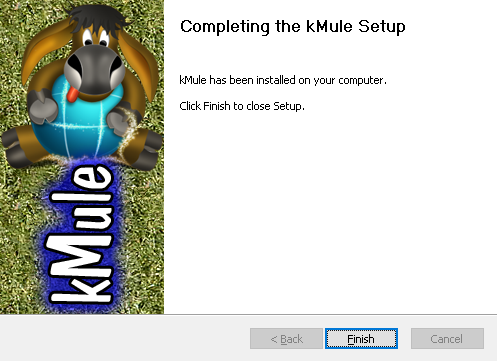 Completing the kMule Setup
kMule has been installed on your computer.
Click Finish to close Setup.
kMule
< Back
Finish
Cancel